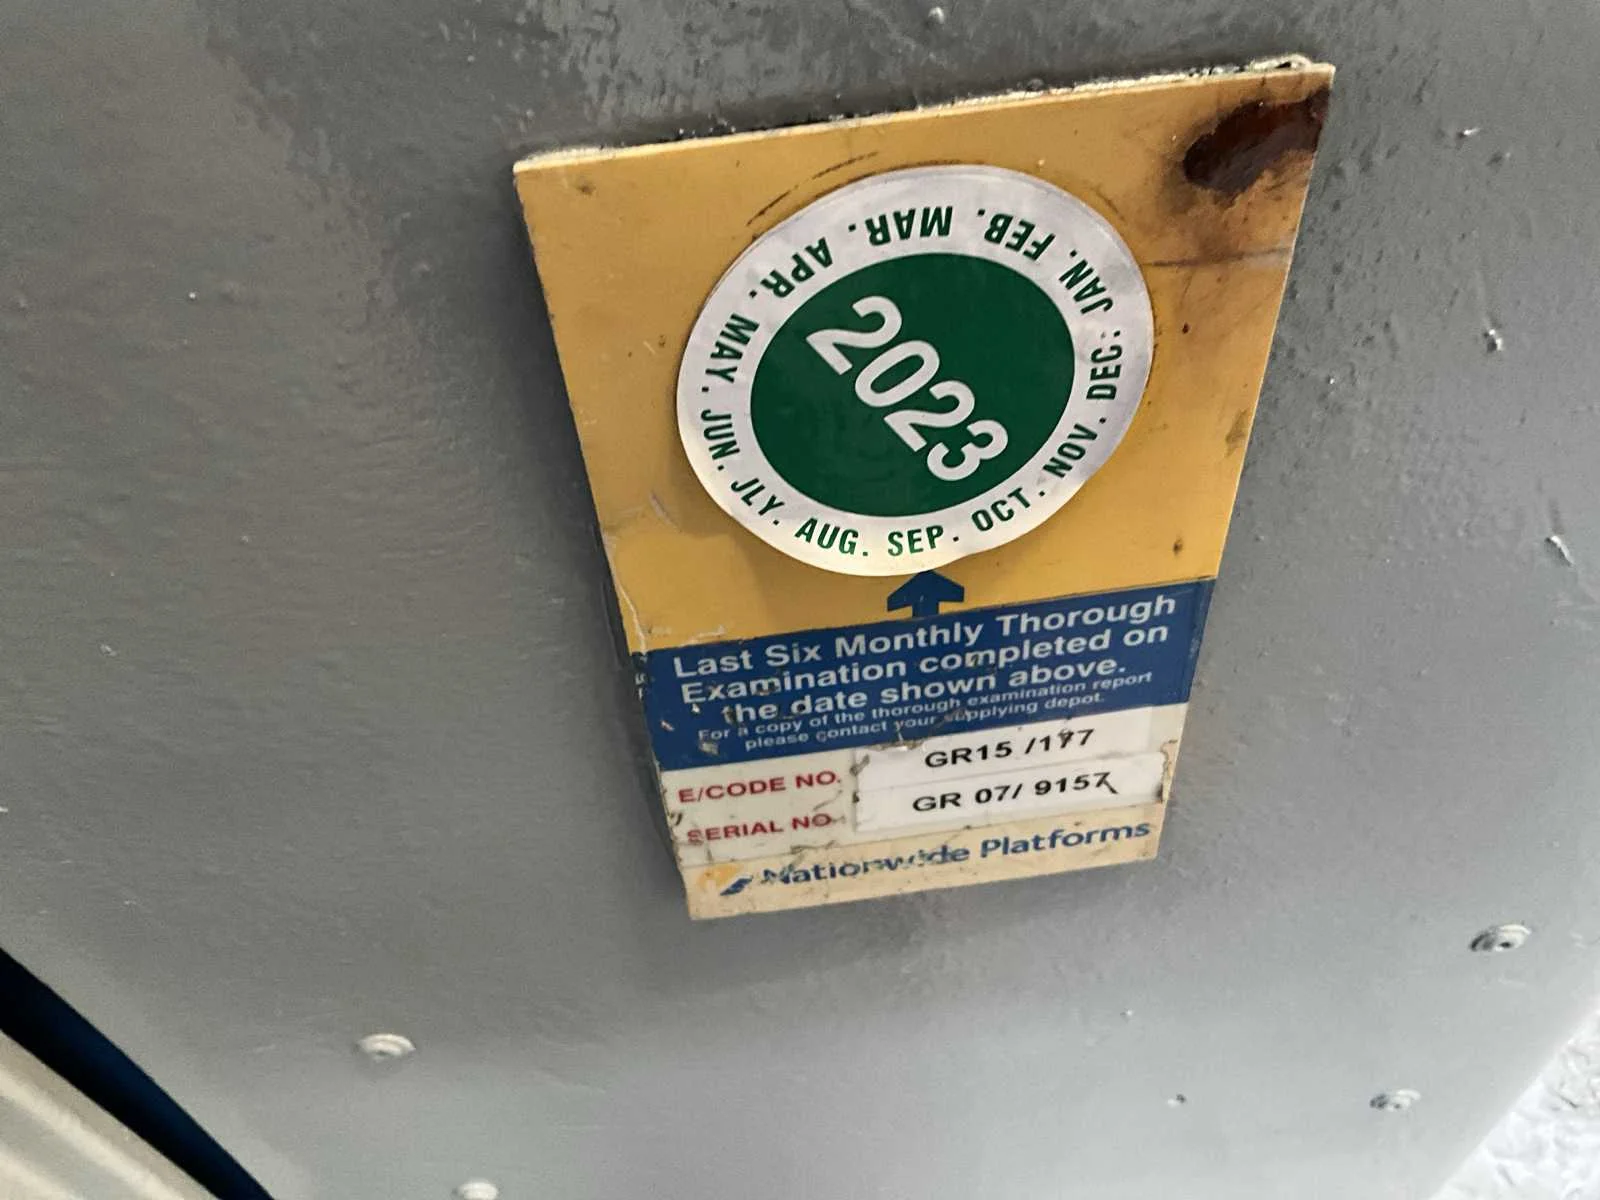 JAN. FEB. MAR. APR. MAY. JUN. JLY. AUG. SEP. OCT. NOV. DEC.
2023
Last Six Monthly Thorough
Examination completed on
the date shown above.
For a copy of the thorough examination report
please contact your supplying depot.
E/CODE NO. GR15 /177
SERIAL NO. GR 07/ 9157
Nationwide Platforms